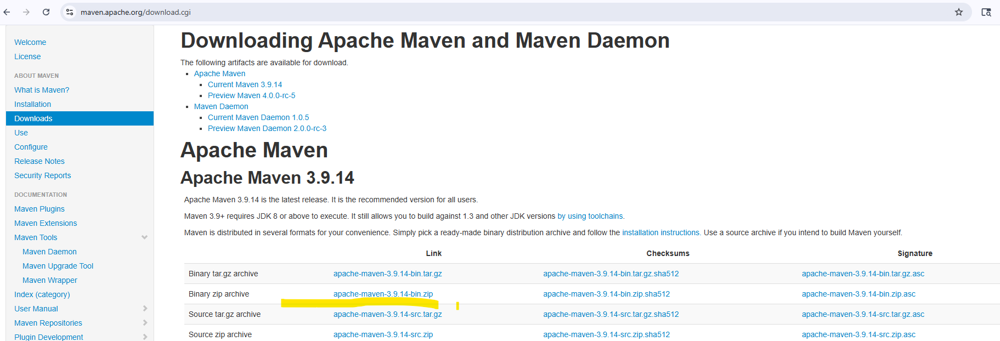 maven.apache.org/download.cgi
Welcome
License
ABOUT MAVEN
What is Maven?
Installation
Downloads
Use
Configure
Release Notes
Security Reports
DOCUMENTATION
Maven Plugins
Maven Extensions
Maven Tools
Maven Daemon
Maven Upgrade Tool
Maven Wrapper
Index (category)
User Manual
Maven Repositories
Plugin Development
Downloading Apache Maven and Maven Daemon
The following artifacts are available for download.
Apache Maven
Current Maven 3.9.14
Preview Maven 4.0.0-rc-5
Maven Daemon
Current Maven Daemon 1.0.5
Preview Maven Daemon 2.0.0-rc-3
Apache Maven
Apache Maven 3.9.14
Apache Maven 3.9.14 is the latest release. It is the recommended version for all users.
Maven 3.9+ requires JDK 8 or above to execute. It still allows you to build against 1.3 and other JDK versions by using toolchains.
Maven is distributed in several formats for your convenience. Simply pick a ready-made binary distribution archive and follow the installation instructions. Use a source archive if you intend to build Maven yourself.
Link Checksums Signature
Binary tar.gz archive apache-maven-3.9.14-bin.tar.gz apache-maven-3.9.14-bin.tar.gz.sha512 apache-maven-3.9.14-bin.tar.gz.asc
Binary zip archive apache-maven-3.9.14-bin.zip apache-maven-3.9.14-bin.zip.sha512 apache-maven-3.9.14-bin.zip.asc
Source tar.gz archive apache-maven-3.9.14-src.tar.gz apache-maven-3.9.14-src.tar.gz.sha512 apache-maven-3.9.14-src.tar.gz.asc
Source zip archive apache-maven-3.9.14-src.zip apache-maven-3.9.14-src.zip.sha512 apache-maven-3.9.14-src.zip.asc